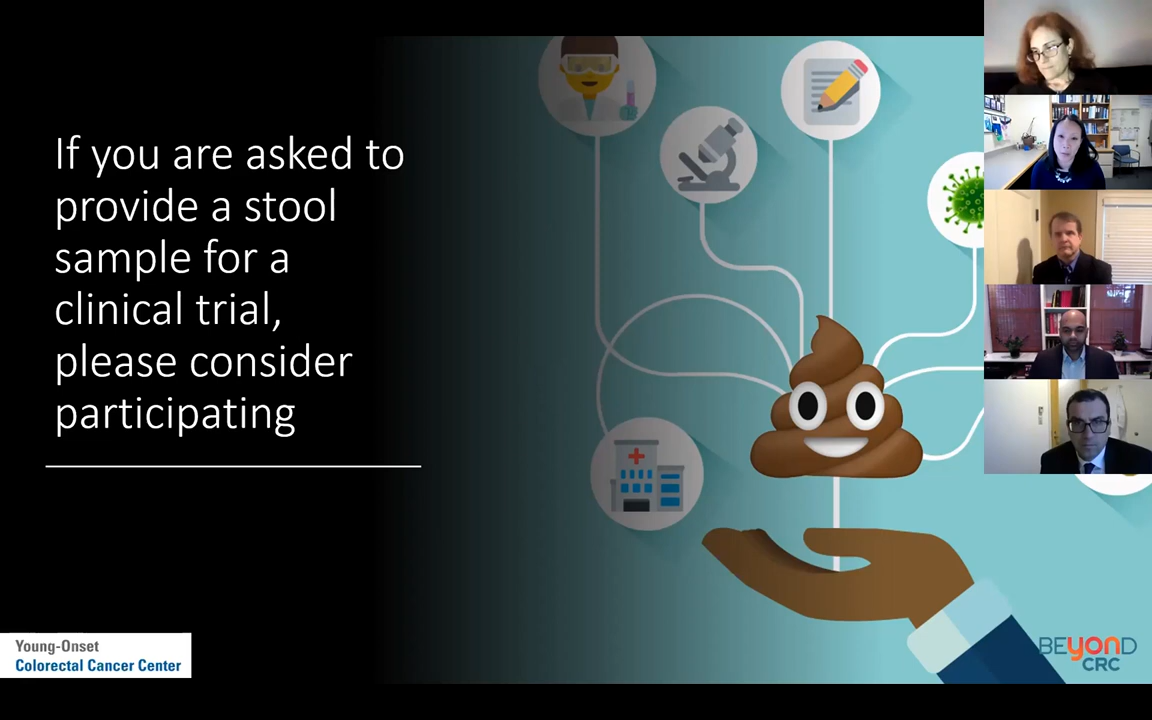 If you are asked to
provide a stool
sample for a
clinical trial,
please consider
participating
Young-Onset
Colorectal Cancer Center
BEYOND
CRC